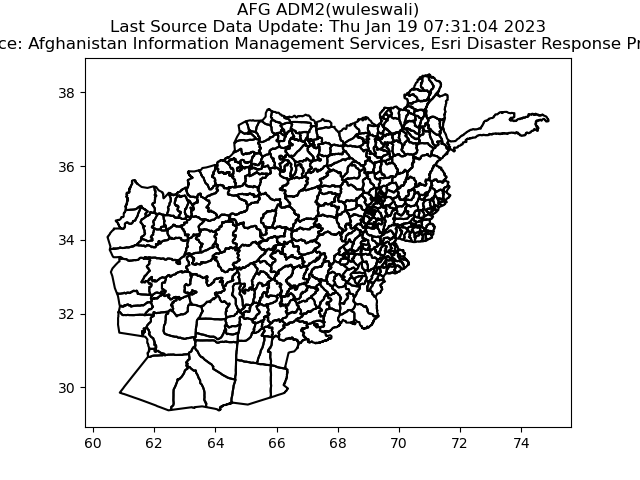 AFG ADM2(wuleswali)
Last Source Data Update: Thu Jan 19 07:31:04 2023
ce: Afghanistan Information Management Services, Esri Disaster Response Pr
38
36
34
32
30
60 62 64 66 68 70 72 74